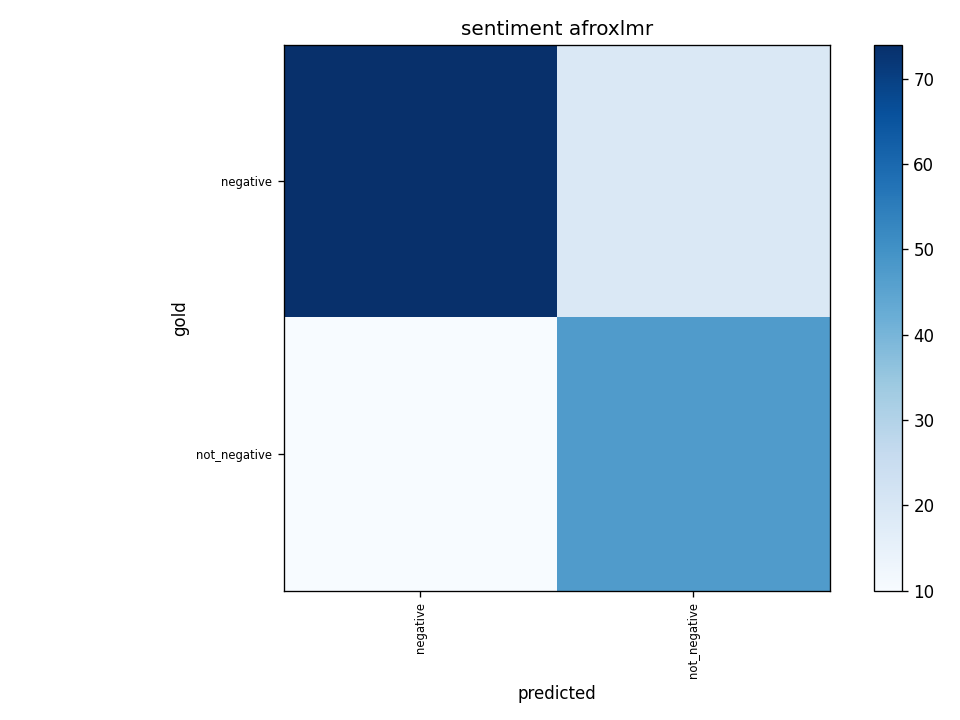 sentiment afroxlmr
negative
not_negative
gold
negative
not_negative
predicted
70
60
50
40
30
20
10